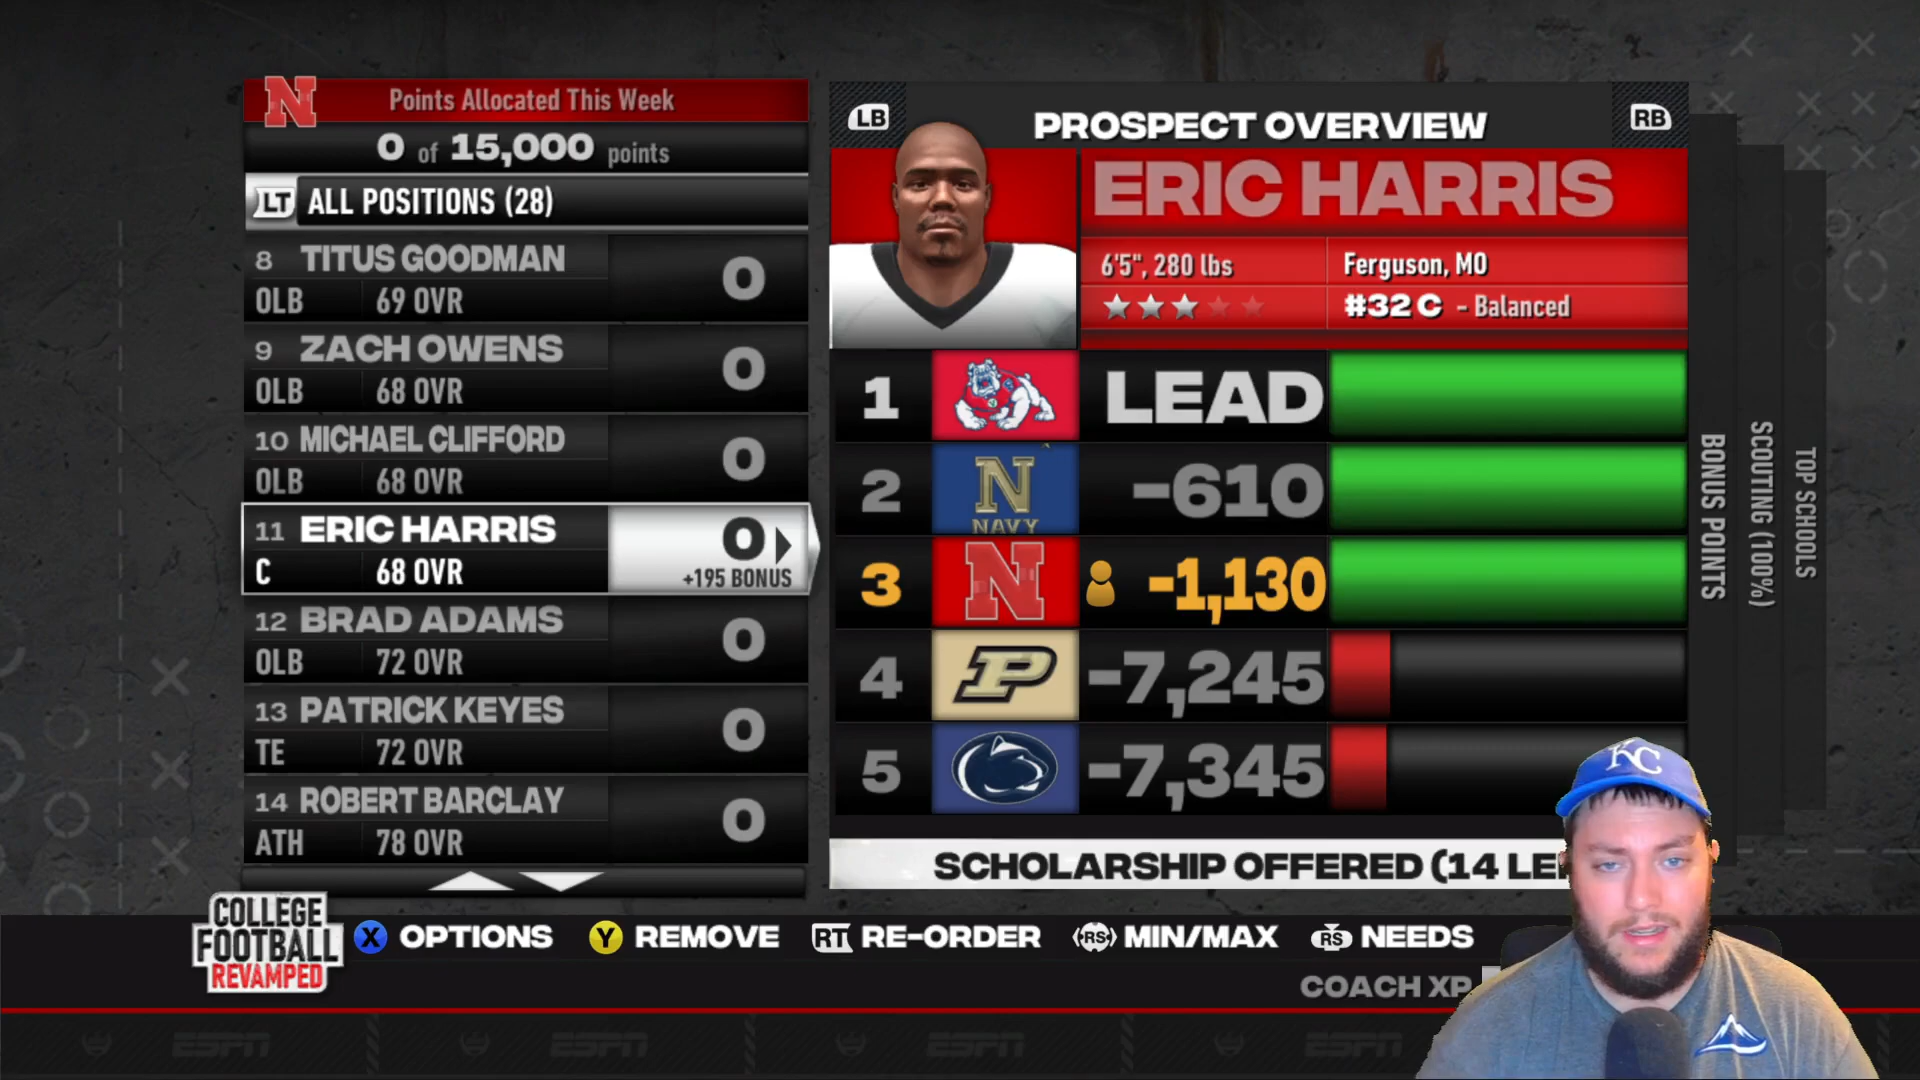 N
Points Allocated This Week
0 of 15,000 points
LT ALL POSITIONS (28)
8 TITUS GOODMAN 0
OLB 69 OVR
9 ZACH OWENS 0
OLB 68 OVR
10 MICHAEL CLIFFORD 0
OLB 68 OVR
11 ERIC HARRIS 0
C 68 OVR +195 BONUS
12 BRAD ADAMS 0
OLB 72 OVR
13 PATRICK KEYES 0
TE 72 OVR
14 ROBERT BARCLAY 0
ATH 78 OVR
LB PROSPECT OVERVIEW RB
ERIC HARRIS
6'5", 280 lbs Ferguson, MO
#32 C - Balanced
1 LEAD
2 N NAVY -610
3 N -1,130
4 P -7,245
5 -7,345
SCHOLARSHIP OFFERED (14 LE
BONUS POINTS
SCOUTING (100%)
TOP SCHOOLS
KC
COLLEGE
FOOTBALL
REVAMPED
X OPTIONS Y REMOVE RT RE-ORDER RS MIN/MAX RS NEEDS
COACH XP
ESPN ESPN ESPN ESPN